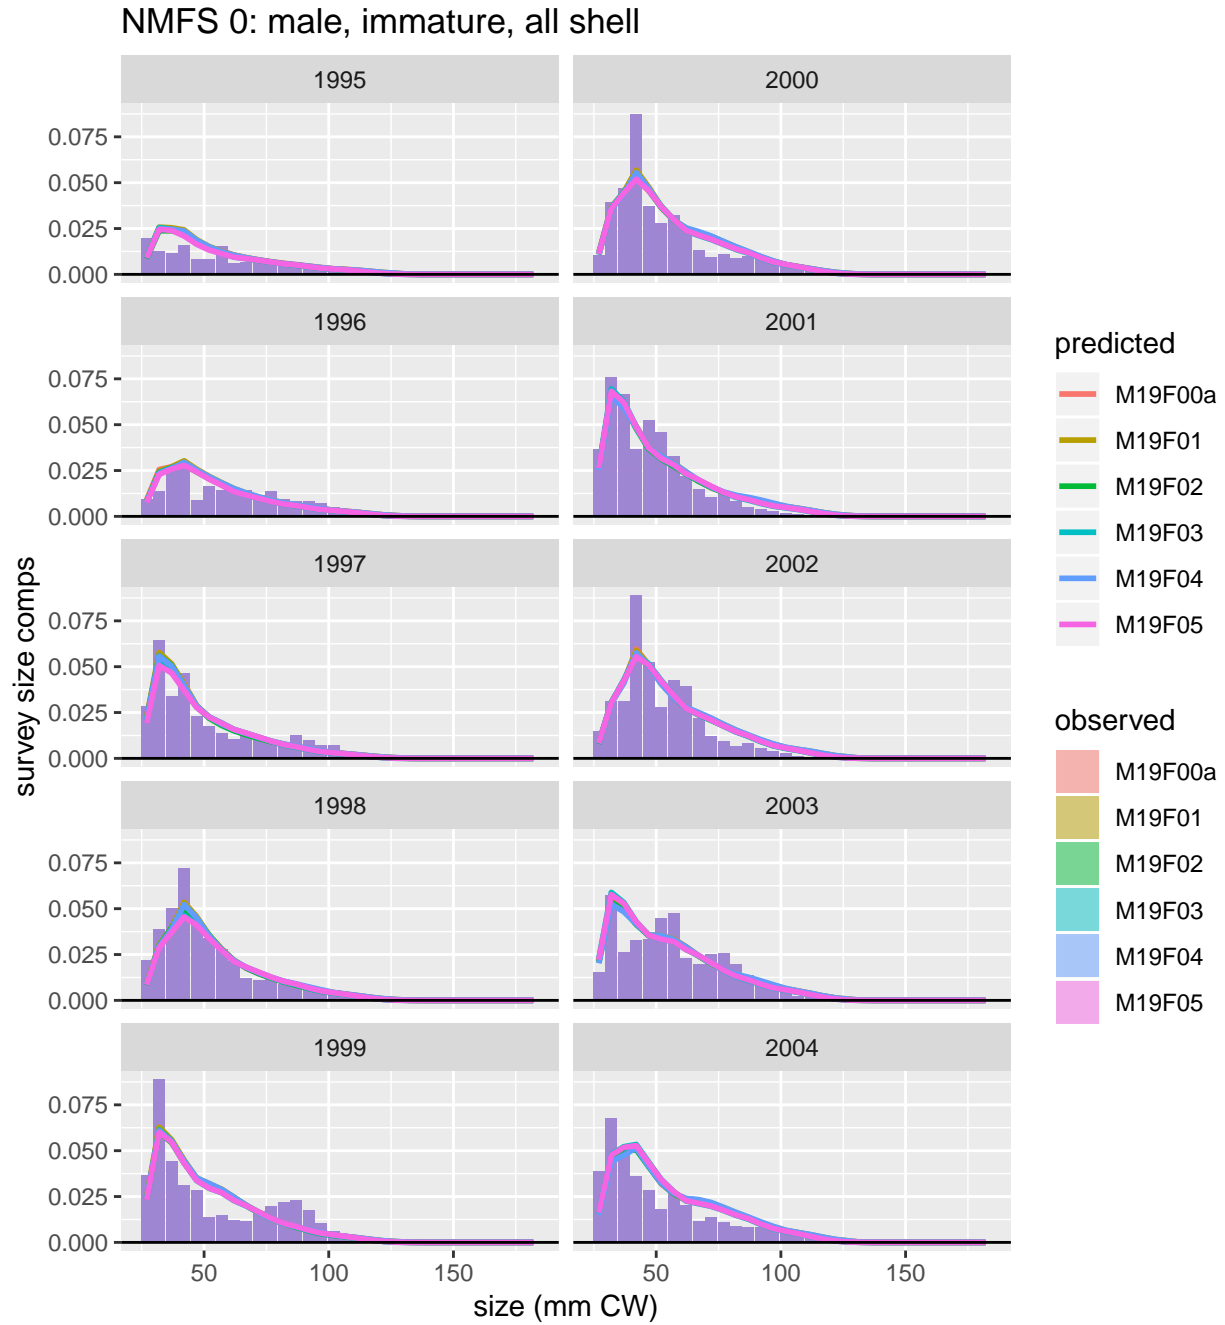 NMFS 0: male, immature, all shell
1995
2000
0.075
0.050
0.025
0.000
1996
2001
0.075
0.050
0.025
0.000
1997
2002
0.075
0.050
0.025
0.000
1998
2003
0.075
0.050
0.025
0.000
1999
2004
0.075
0.050
0.025
0.000
50
100
150
50
100
150
size (mm CW)
survey size comps
predicted
M19F00a
M19F01
M19F02
M19F03
M19F04
M19F05
observed
M19F00a
M19F01
M19F02
M19F03
M19F04
M19F05